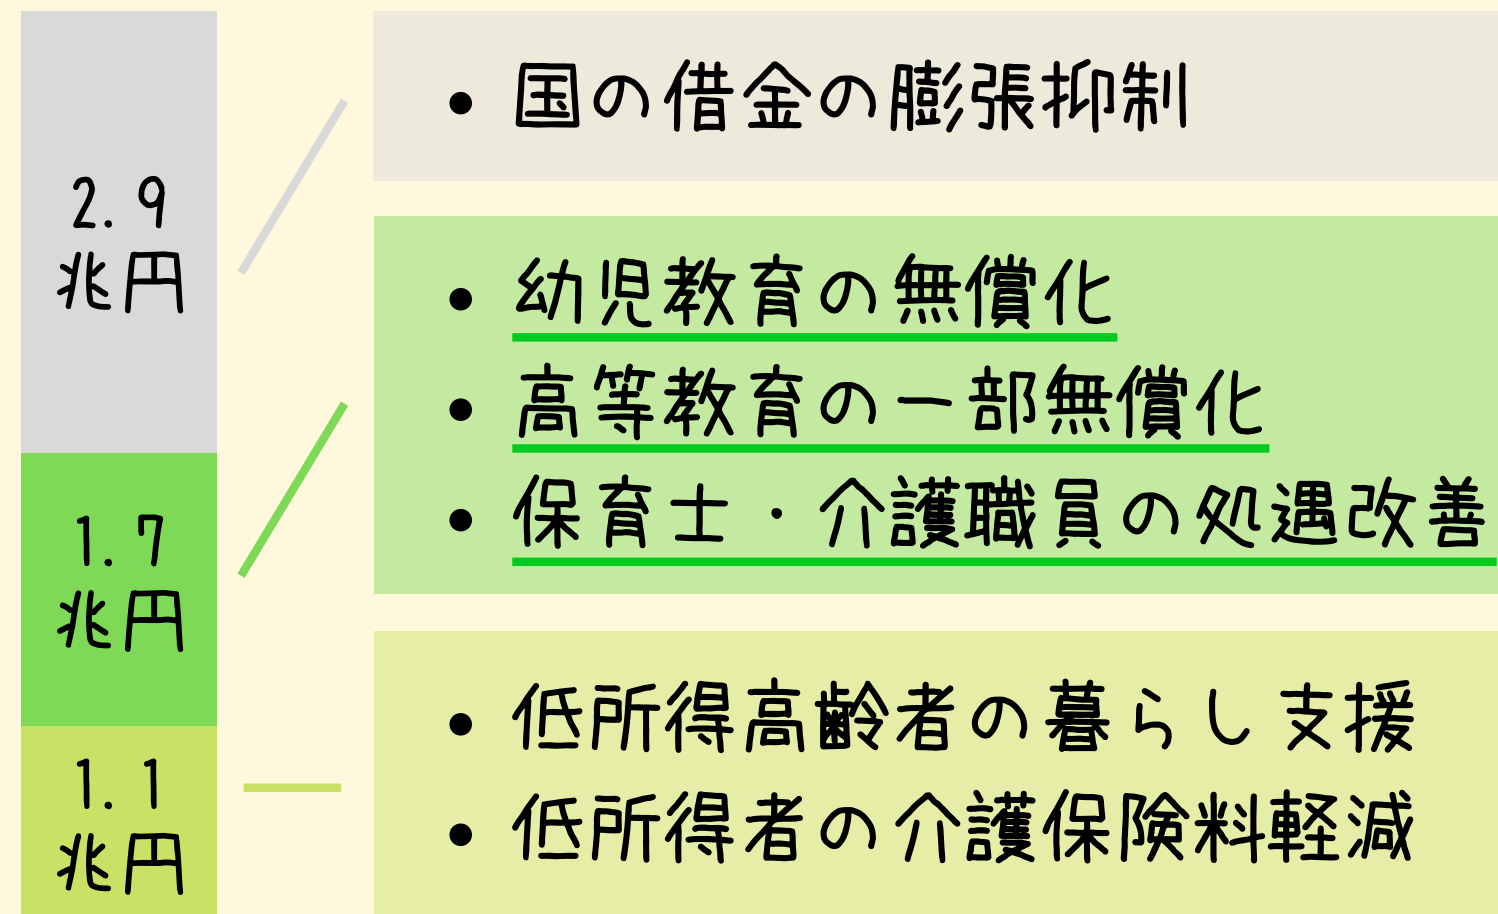 2.9
兆円
・国の借金の膨張抑制
1.7
兆円
・幼児教育の無償化
・高等教育の一部無償化
・保育士・介護職員の処遇改善
1.1
兆円
・低所得高齢者の暮らし支援
・低所得者の介護保険料軽減